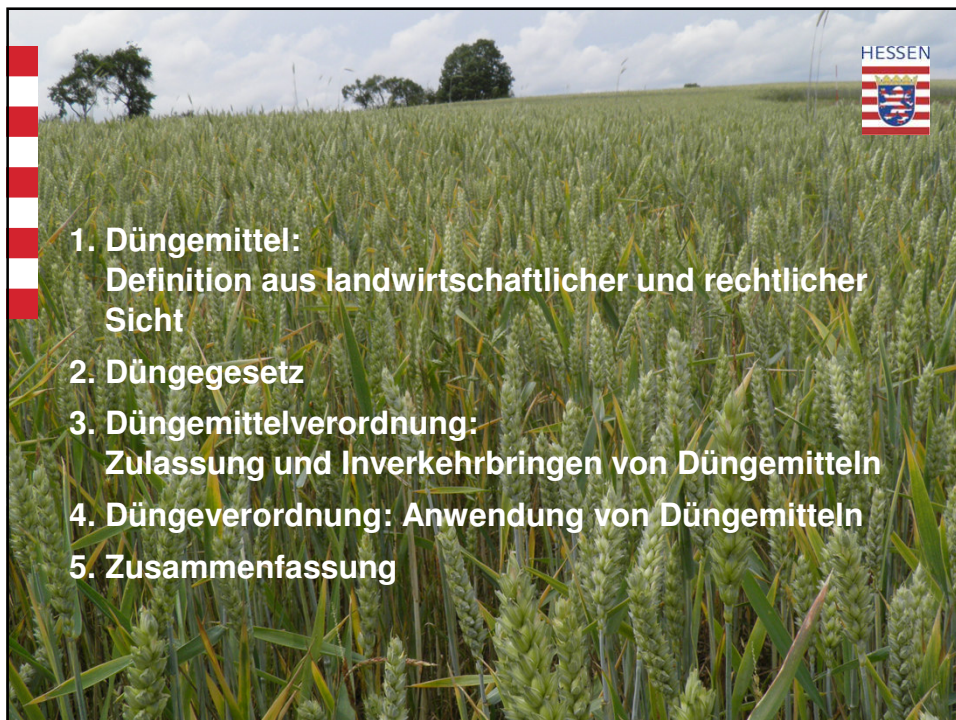 HESSEN
1. Düngemittel:
Definition aus landwirtschaftlicher und rechtlicher
Sicht
2. Düngegesetz
3. Düngemittelverordnung:
Zulassung und Inverkehrbringen von Düngemitteln
4. Düngeverordnung: Anwendung von Düngemitteln
5. Zusammenfassung